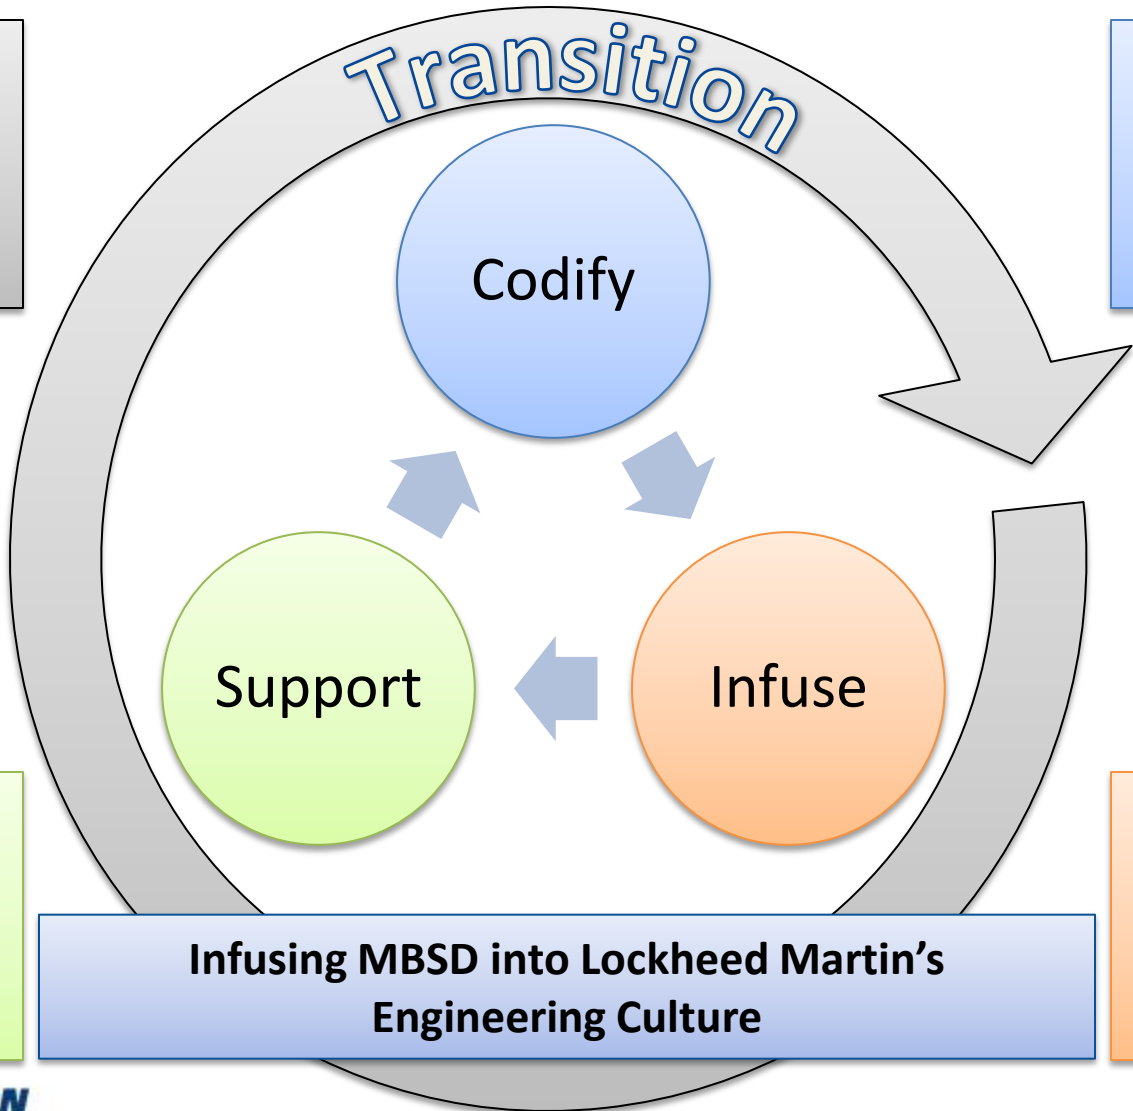 Transition
Codify
Support
Infuse
Infusing MBSD into Lockheed Martin’s
Engineering Culture
N